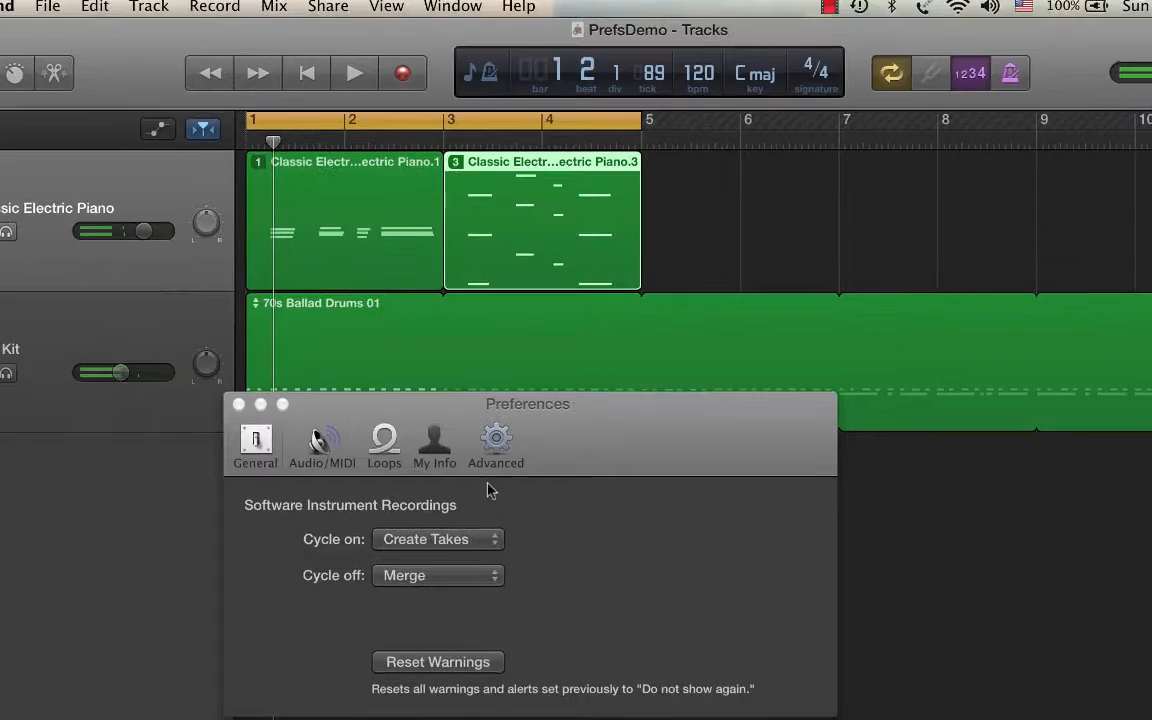 nd File Edit Track Record Mix Share View Window Help 100% Sun
PrefsDemo - Tracks
1 2 1 89 120 C maj 4/4
bar beat div tick bpm key signature
1234
1 2 3 4 5 6 7 8 9 10
1 Classic Electr...ectric Piano.1 3 Classic Electr...ectric Piano.3
ssic Electric Piano
L R
70s Ballad Drums 01
Kit
L R
Preferences
General Audio/MIDI Loops My Info Advanced
Software Instrument Recordings
Cycle on: Create Takes
Cycle off: Merge
Reset Warnings
Resets all warnings and alerts set previously to "Do not show again."